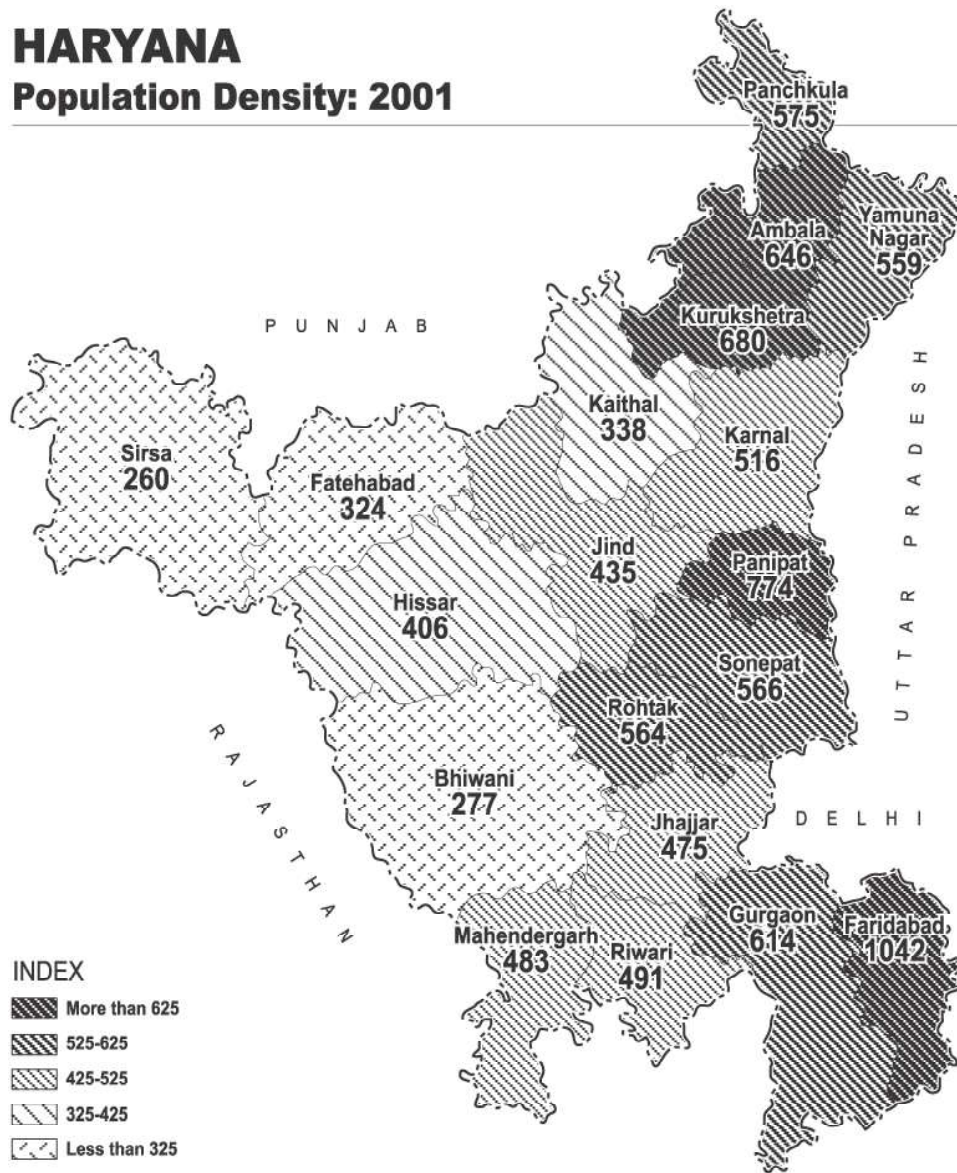 HARYANA
Population Density: 2001
Panchkula
575
Ambala
646
Yamuna
Nagar
559
Kurukshetra
680
PUNJAB
Kaithal
338
Karnal
516
UTTAR PRADESH
Sirsa
260
Fatehabad
324
Jind
435
Panipat
774
Hissar
406
Sonepat
566
Rohtak
564
RAJASTHAN
Bhiwani
277
Jhajjar
475
DELHI
Mahendergarh
483
Riwari
491
Gurgaon
614
Faridabad
1042
INDEX
More than 625
525-625
425-525
325-425
Less than 325